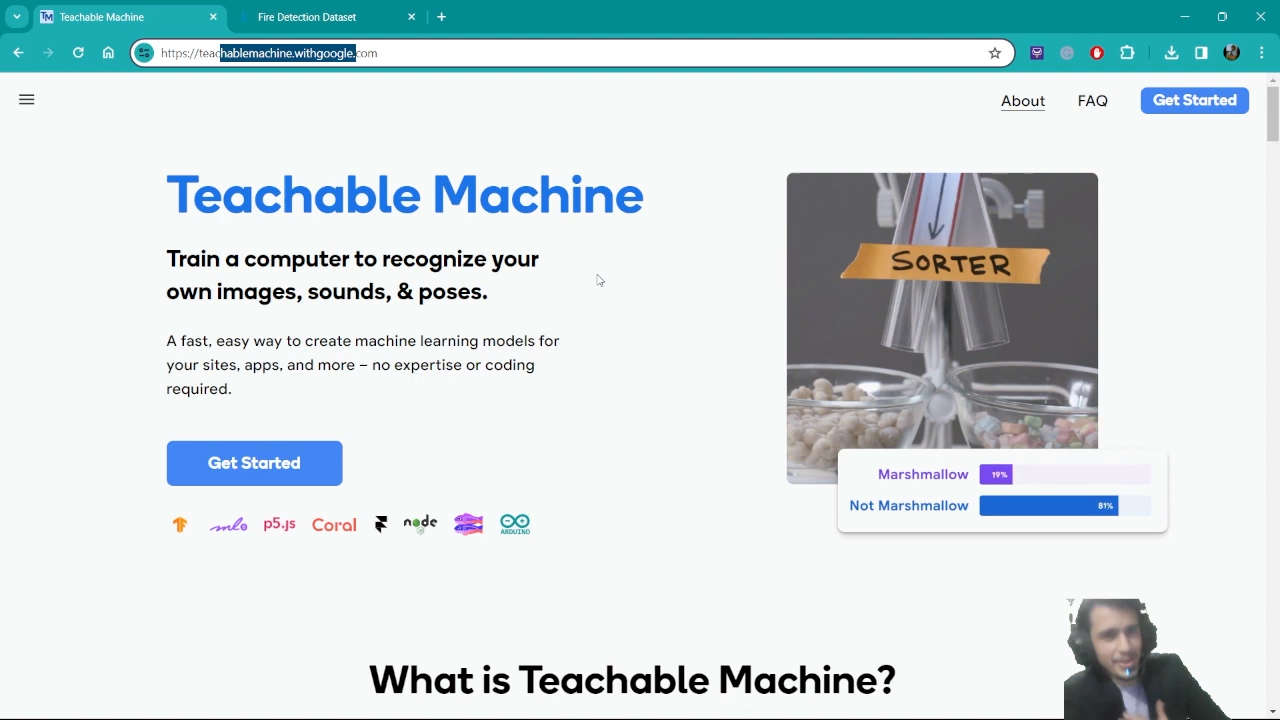 Teachable Machine
Fire Detection Dataset
https://teachablemachine.withgoogle.com
About
FAQ
Get Started
Teachable Machine
Train a computer to recognize your
own images, sounds, & poses.
A fast, easy way to create machine learning models for
your sites, apps, and more – no expertise or coding
required.
Get Started
ml5
p5.js
Coral
node
ARDUINO
SORTER
Marshmallow 19%
Not Marshmallow 81%
What is Teachable Machine?